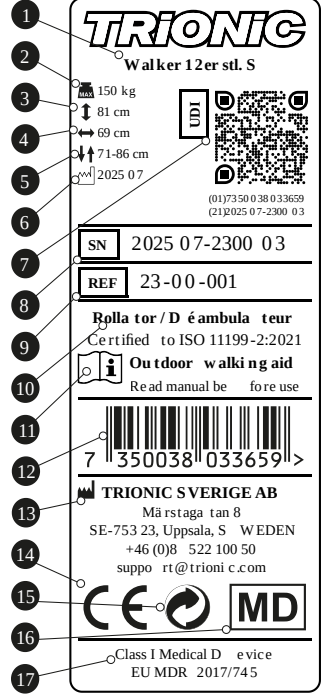 1
TRIONIC
Walker 12er stl. S
2
MAX 150 kg
3
81 cm
4
69 cm
5
71-86 cm
6
2025 07
UDI
(01)7350038033659
(21)202507-2300 03
7
8
SN 202507-2300 03
9
REF 23-00-001
10
Rollator / Déambulateur
Certified to ISO 11199-2:2021
11
i Outdoor walking aid
Read manual before use
12
7 350038 033659 >
13
TRIONIC SVERIGE AB
Märstagatan 8
SE-753 23, Uppsala, SWEDEN
+46 (0)8 522 100 50
support@trionic.com
14
CE
15
16
MD
17
Class I Medical Device
EU MDR 2017/745